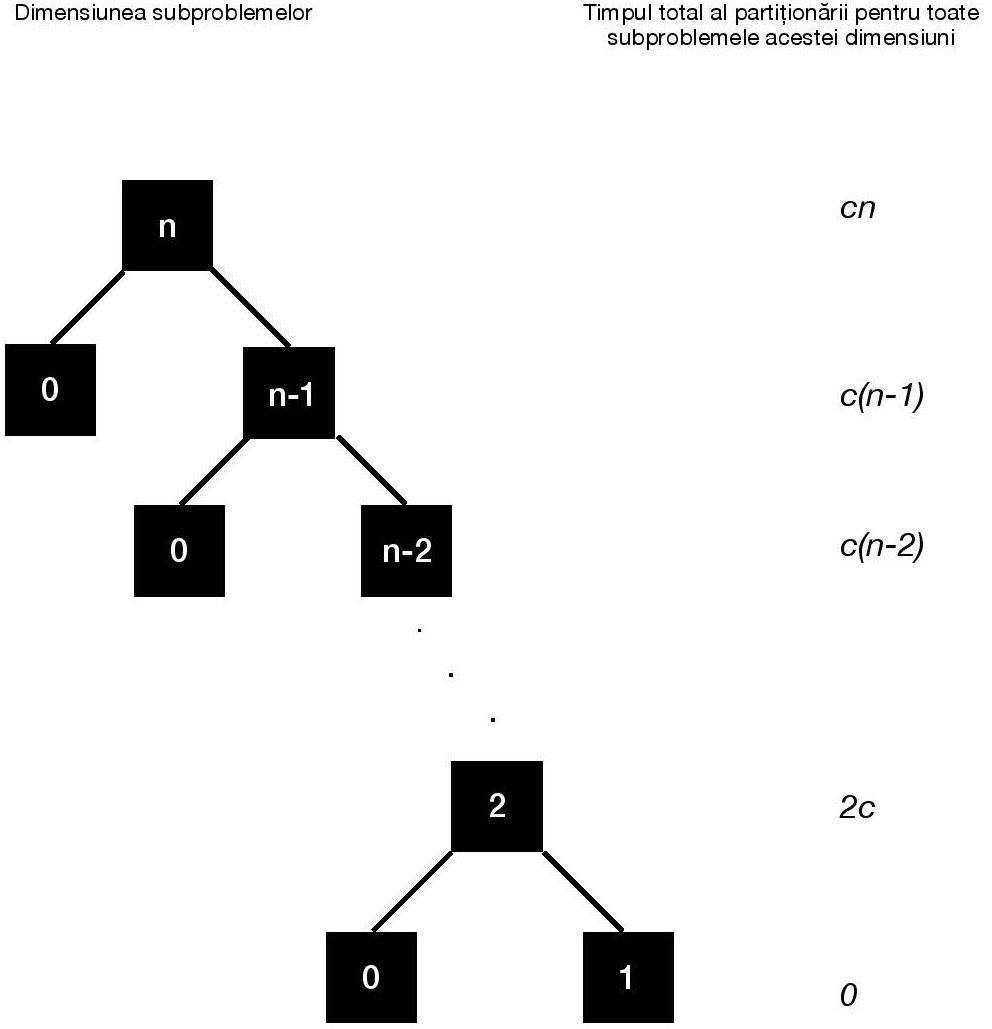 Dimensiunea subproblemelor
Timpul total al partiționării pentru toate
subproblemele acestei dimensiuni
n
cn
0
n-1
c(n-1)
0
n-2
c(n-2)
.
.
.
2
2c
0
1
0